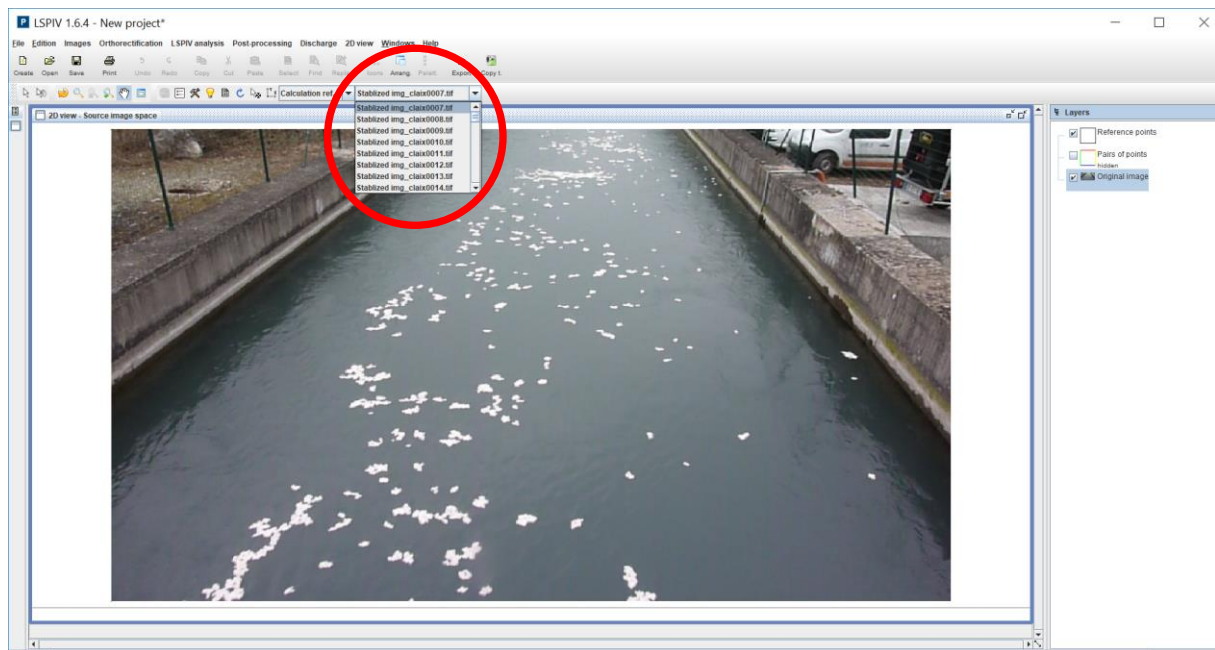 LSPIV 1.6.4 - New project*
File Edition Images Orthorectification LSPIV analysis Post-processing Discharge 2D view Windows Help
Create Open Save Print Undo Redo Copy Cut Paste Select Find Icons Arrang. Export Copy t.
Calculation ref Stablized img_claix0007.tif
Stablized img_claix0007.tif
Stablized img_claix0008.tif
Stablized img_claix0009.tif
Stablized img_claix0010.tif
Stablized img_claix0011.tif
Stablized img_claix0012.tif
Stablized img_claix0013.tif
Stablized img_claix0014.tif
2D view - Source image space
Layers
Reference points
Pairs of points
hidden
Original image